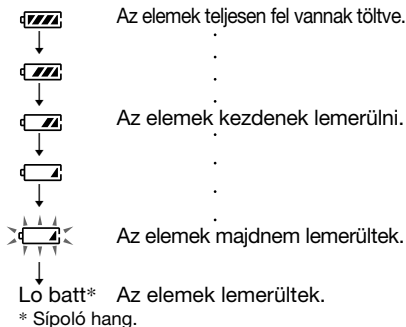 Az elemek teljesen fel vannak töltve.
Az elemek kezdenek lemerülni.
Az elemek majdnem lemerültek.
Lo batt* Az elemek lemerültek.
* Sípoló hang.